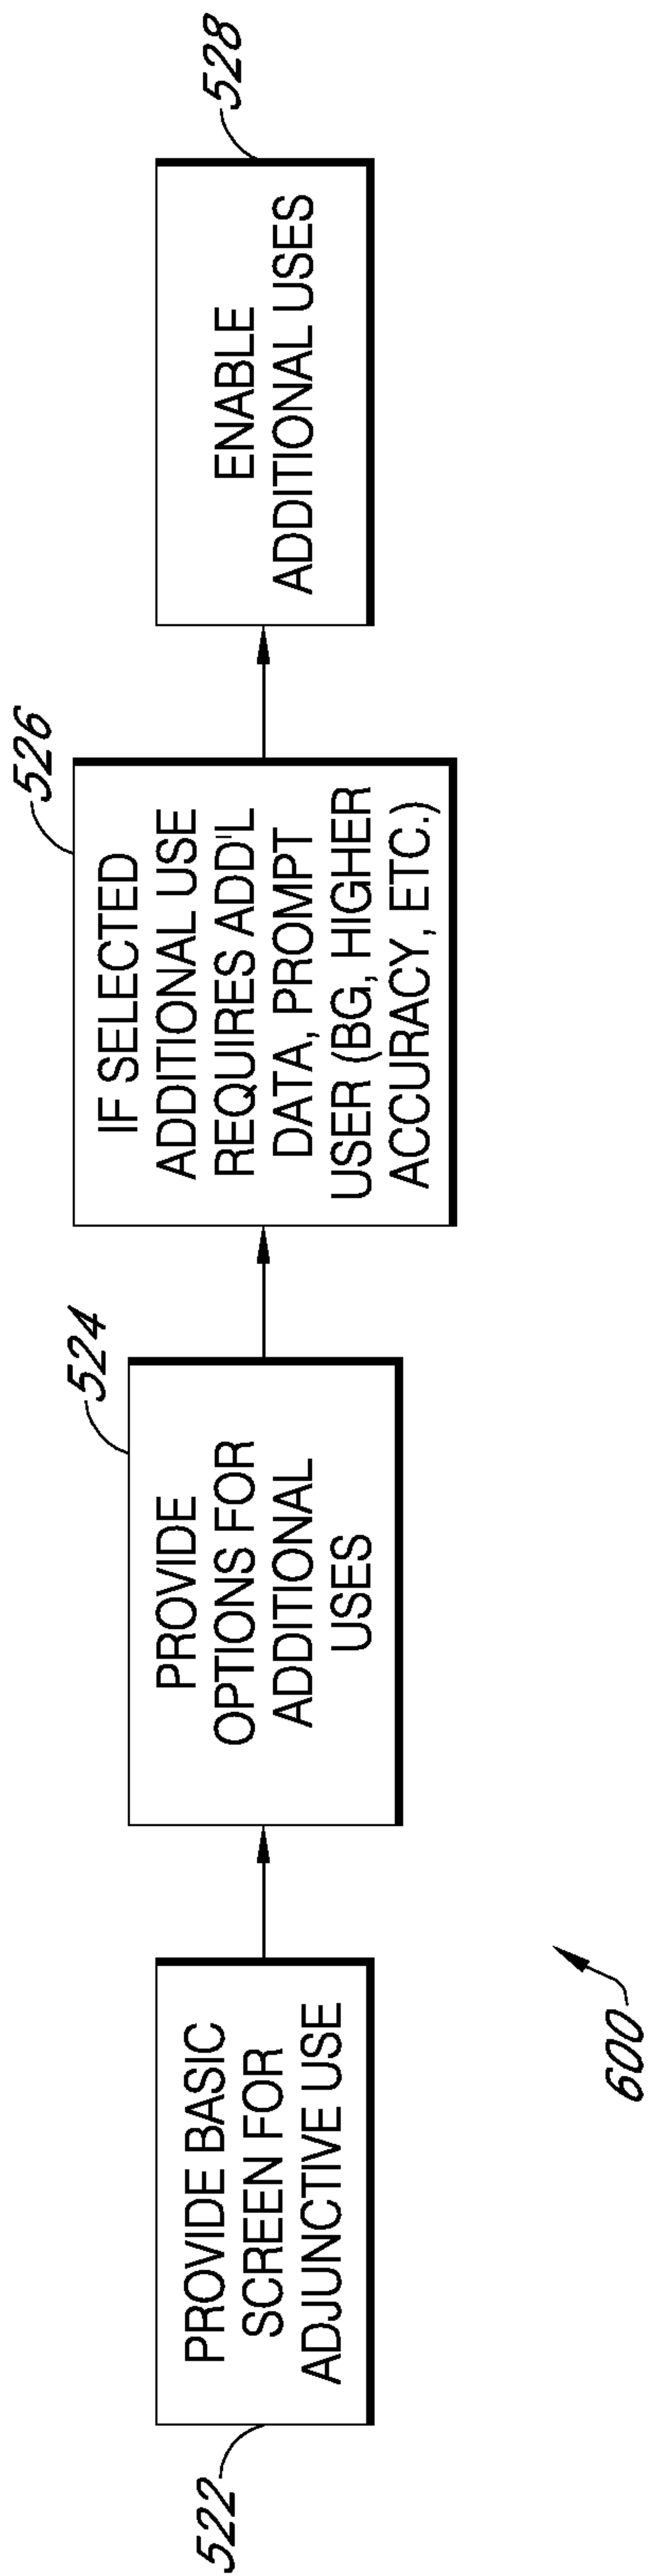 522
PROVIDE BASIC
SCREEN FOR
ADJUNCTIVE USE
524
PROVIDE
OPTIONS FOR
ADDITIONAL
USES
526
IF SELECTED
ADDITIONAL USE
REQUIRES ADD'L
DATA, PROMPT
USER (BG, HIGHER
ACCURACY, ETC.)
528
ENABLE
ADDITIONAL USES
600